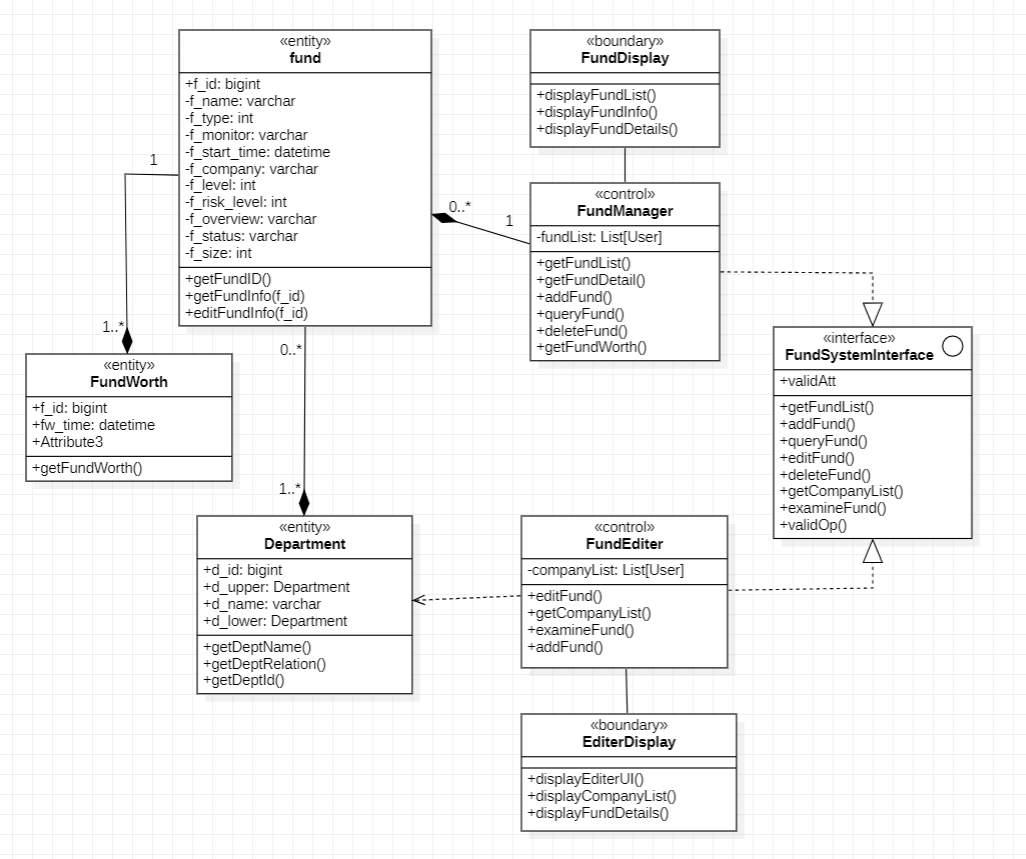 «entity»
fund
+f_id: bigint
-f_name: varchar
-f_type: int
-f_monitor: varchar
-f_start_time: datetime
-f_company: varchar
-f_level: int
-f_risk_level: int
-f_overview: varchar
-f_status: varchar
-f_size: int
+getFundID()
+getFundInfo(f_id)
+editFundInfo(f_id)
«boundary»
FundDisplay
+displayFundList()
+displayFundInfo()
+displayFundDetails()
1
0..*
1
«control»
FundManager
-fundList: List[User]
+getFundList()
+getFundDetail()
+addFund()
+queryFund()
+deleteFund()
+getFundWorth()
1..*
0..*
«entity»
FundWorth
+f_id: bigint
+fw_time: datetime
+Attribute3
+getFundWorth()
«interface»
FundSystemInterface
+validAtt
+getFundList()
+addFund()
+queryFund()
+editFund()
+deleteFund()
+getCompanyList()
+examineFund()
+validOp()
1..*
«entity»
Department
+d_id: bigint
+d_upper: Department
+d_name: varchar
+d_lower: Department
+getDeptName()
+getDeptRelation()
+getDeptId()
«control»
FundEditer
-companyList: List[User]
+editFund()
+getCompanyList()
+examineFund()
+addFund()
«boundary»
EditerDisplay
+displayEditerUI()
+displayCompanyList()
+displayFundDetails()